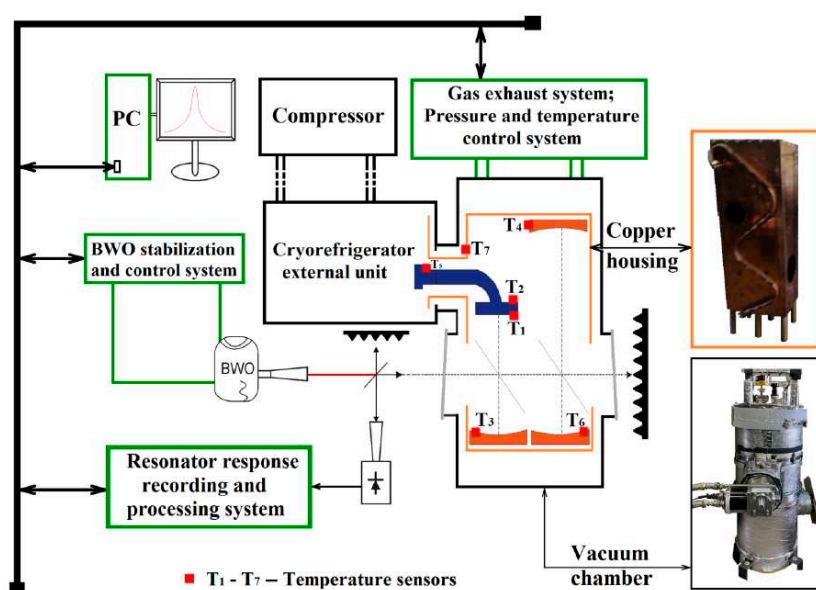 PC
Compressor
Gas exhaust system;
Pressure and temperature
control system
BWO stabilization
and control system
Cryorefrigerator
external unit
T7
T4
Copper
housing
T2
T1
BWO
T3
T6
Resonator response
recording and
processing system
Vacuum
chamber
T1 - T7 – Temperature sensors